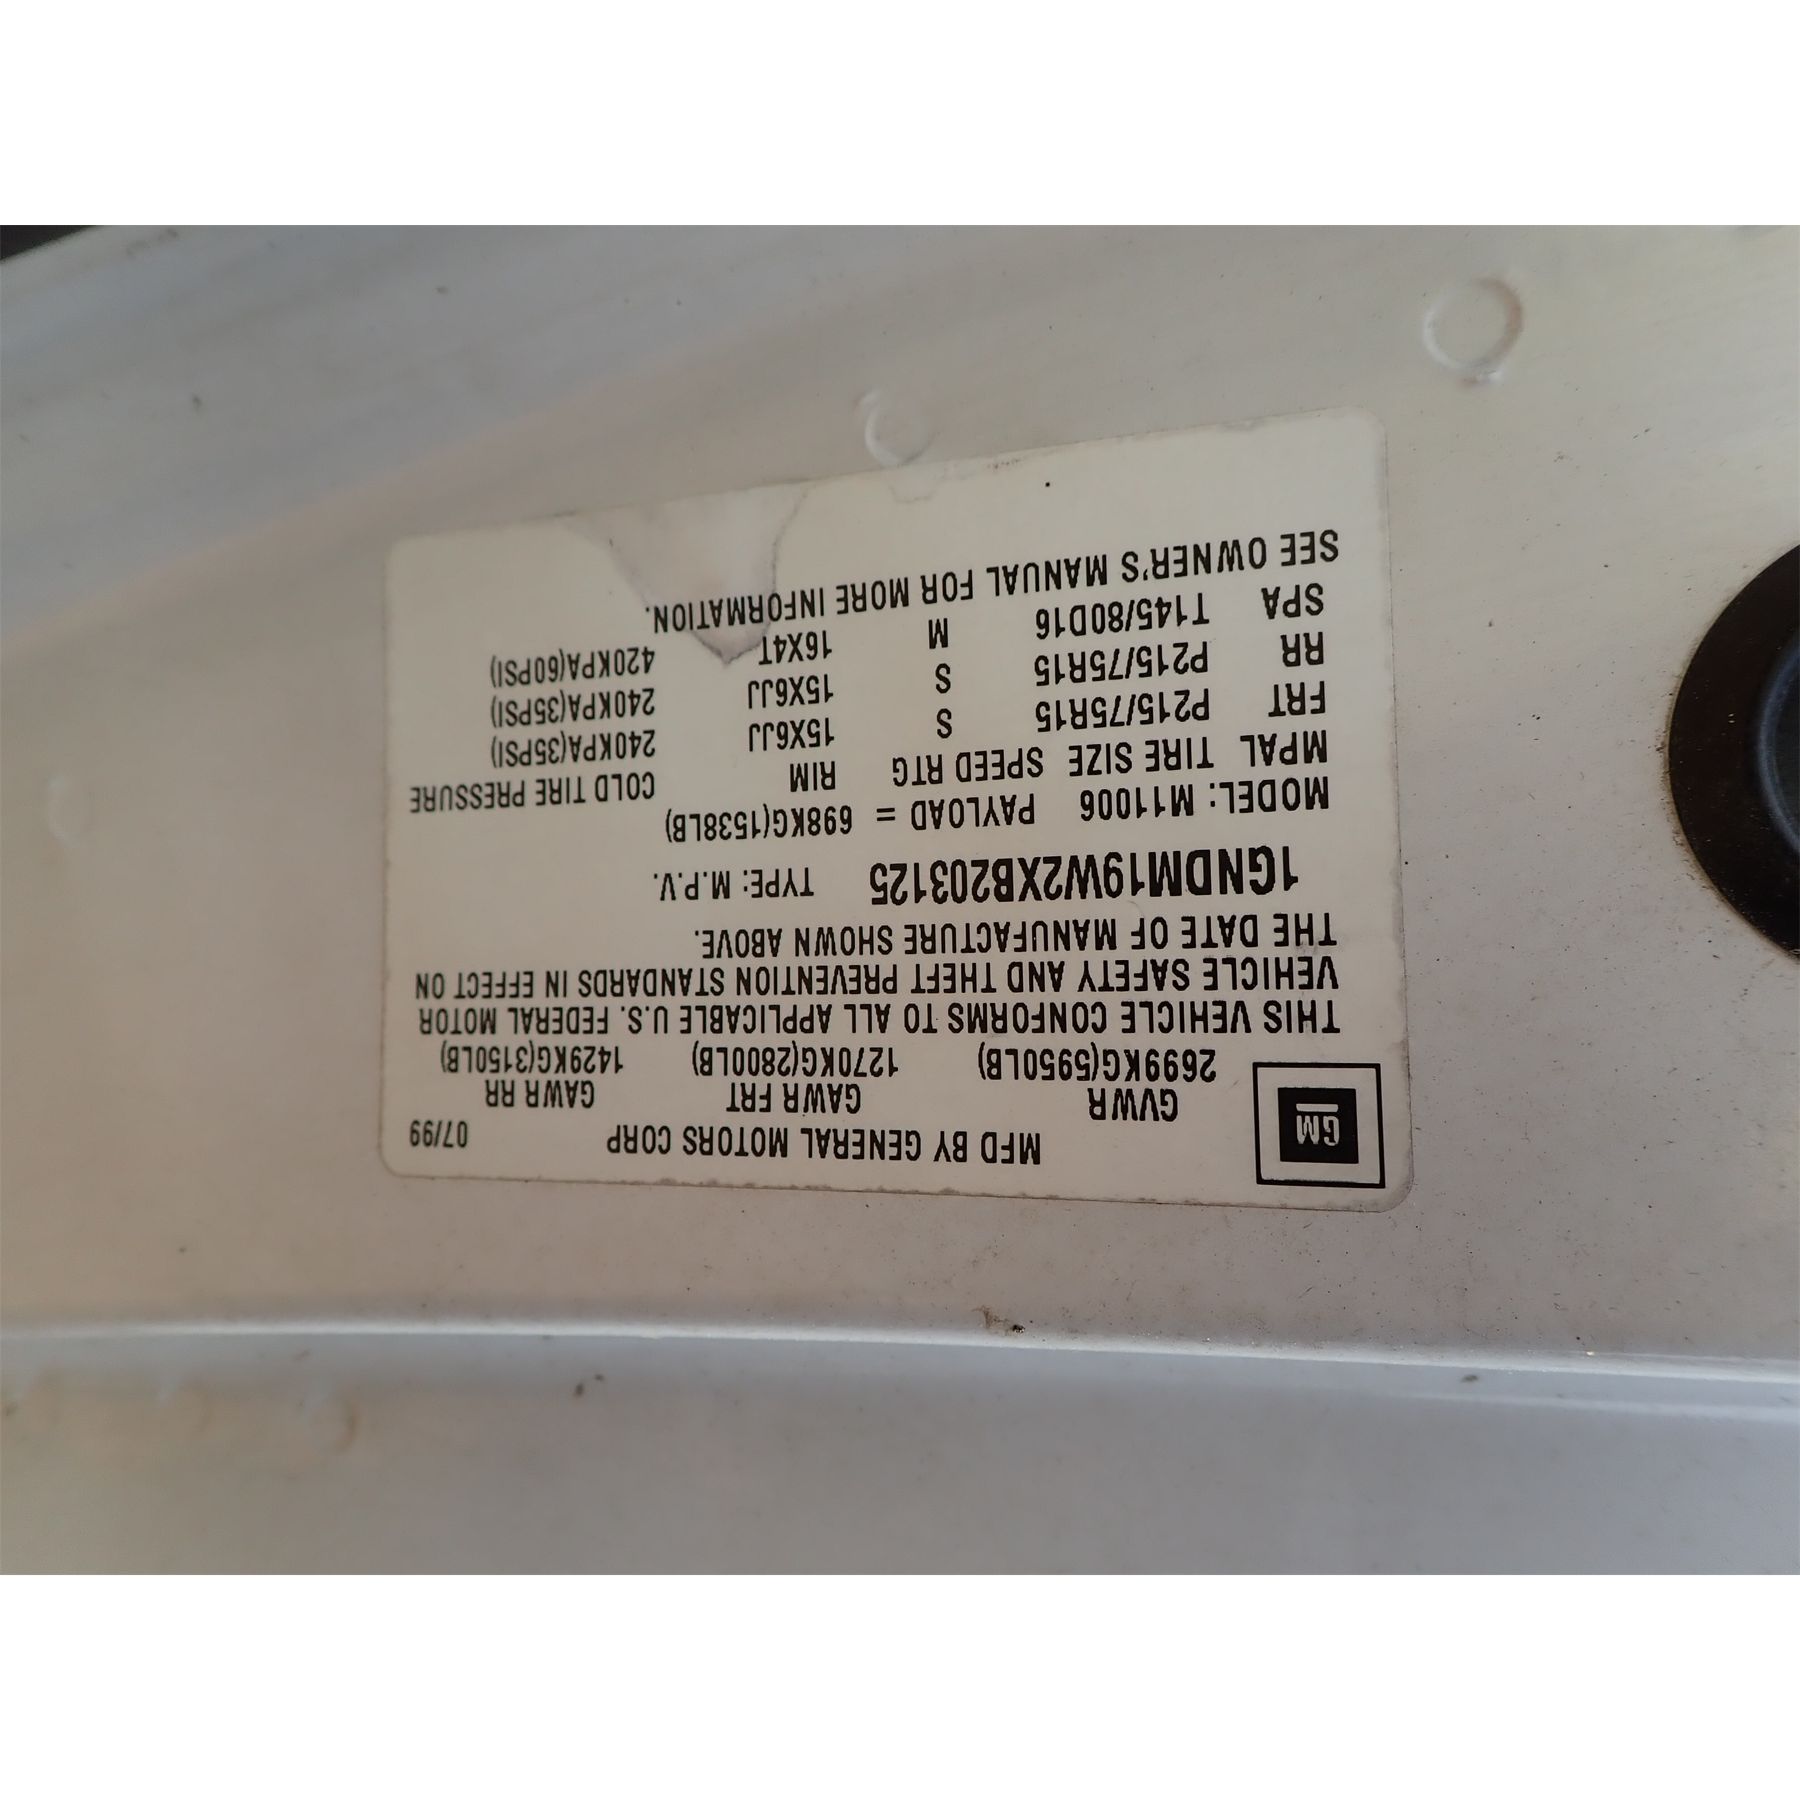 MFD BY GENERAL MOTORS CORP 07/99
GM
GVWR GAWR FRT GAWR RR
2699KG(5950LB) 1270KG(2800LB) 1429KG(3150LB)
THIS VEHICLE CONFORMS TO ALL APPLICABLE U.S. FEDERAL MOTOR
VEHICLE SAFETY AND THEFT PREVENTION STANDARDS IN EFFECT ON
THE DATE OF MANUFACTURE SHOWN ABOVE.
1GNDM19W2XB203125 TYPE: M.P.V.
MODEL: M11006 PAYLOAD = 698KG(1538LB)
MPAL TIRE SIZE SPEED RTG RIM COLD TIRE PRESSURE
FRT P215/75R15 S 15X6JJ 240KPA(35PSI)
RR P215/75R15 S 15X6JJ 240KPA(35PSI)
SPA T145/80D16 M 16X4T 420KPA(60PSI)
SEE OWNER'S MANUAL FOR MORE INFORMATION.